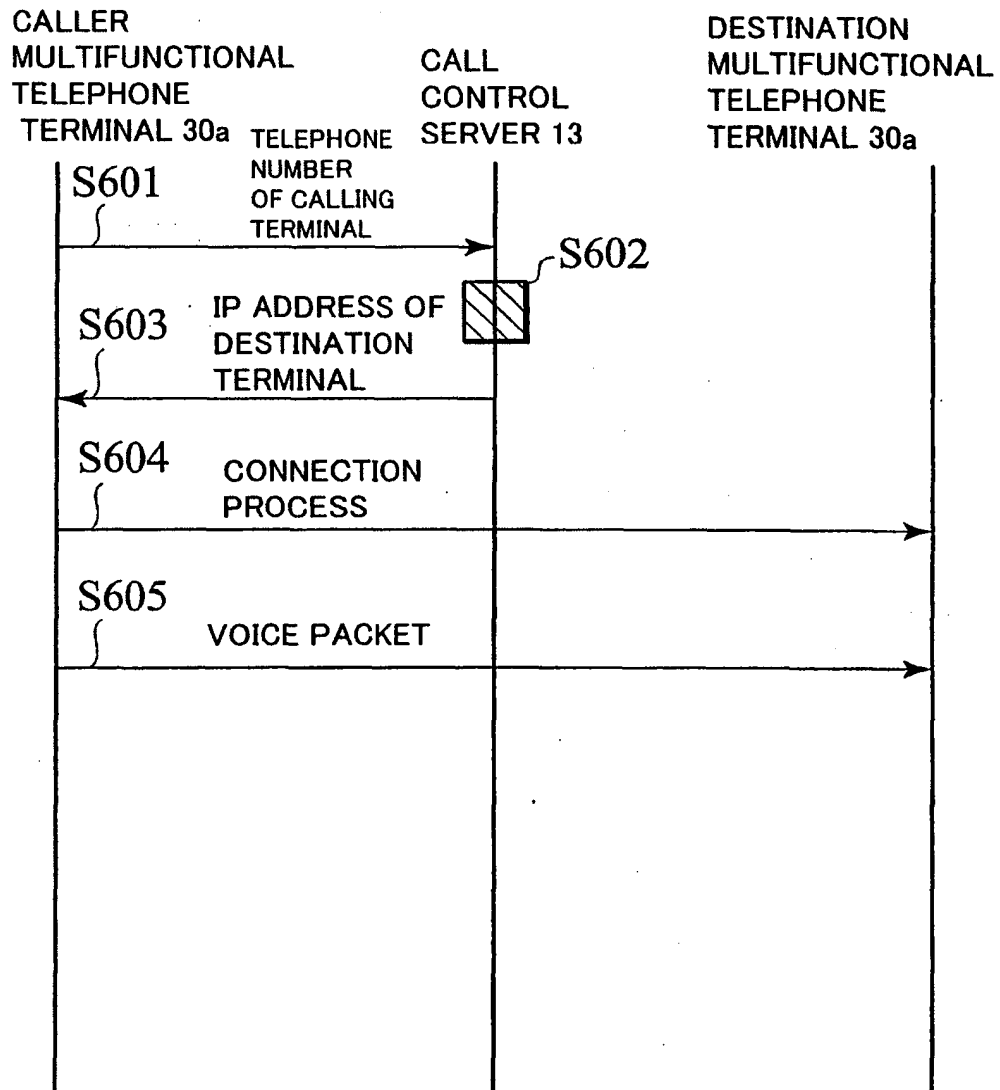 CALLER
MULTIFUNCTIONAL
TELEPHONE
TERMINAL 30a
CALL
CONTROL
SERVER 13
DESTINATION
MULTIFUNCTIONAL
TELEPHONE
TERMINAL 30a
S601
TELEPHONE
NUMBER
OF CALLING
TERMINAL
S602
S603
IP ADDRESS OF
DESTINATION
TERMINAL
S604
CONNECTION
PROCESS
S605
VOICE PACKET